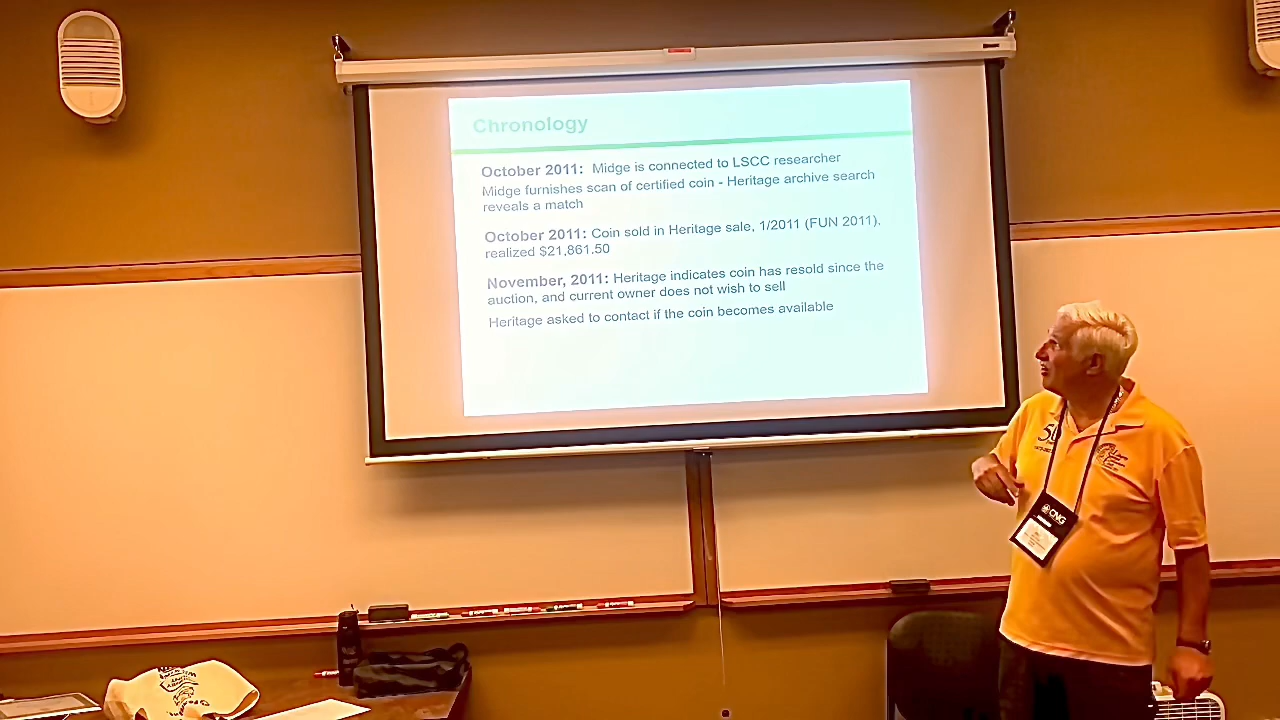 Chronology
October 2011: Midge is connected to LSCC researcher
Midge furnishes scan of certified coin - Heritage archive search
reveals a match
October 2011: Coin sold in Heritage sale, 1/2011 (FUN 2011),
realized $21,861.50
November, 2011: Heritage indicates coin has resold since the
auction, and current owner does not wish to sell
Heritage asked to contact if the coin becomes available
50
CNG